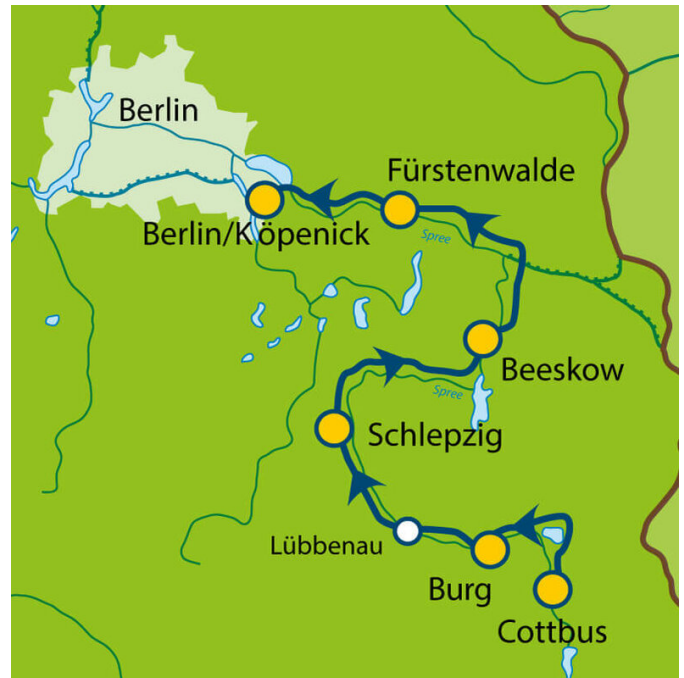 Berlin
Fürstenwalde
Berlin/Köpenick
Spree
Beeskow
Spree
Schlepzig
Lübbenau
Burg
Cottbus